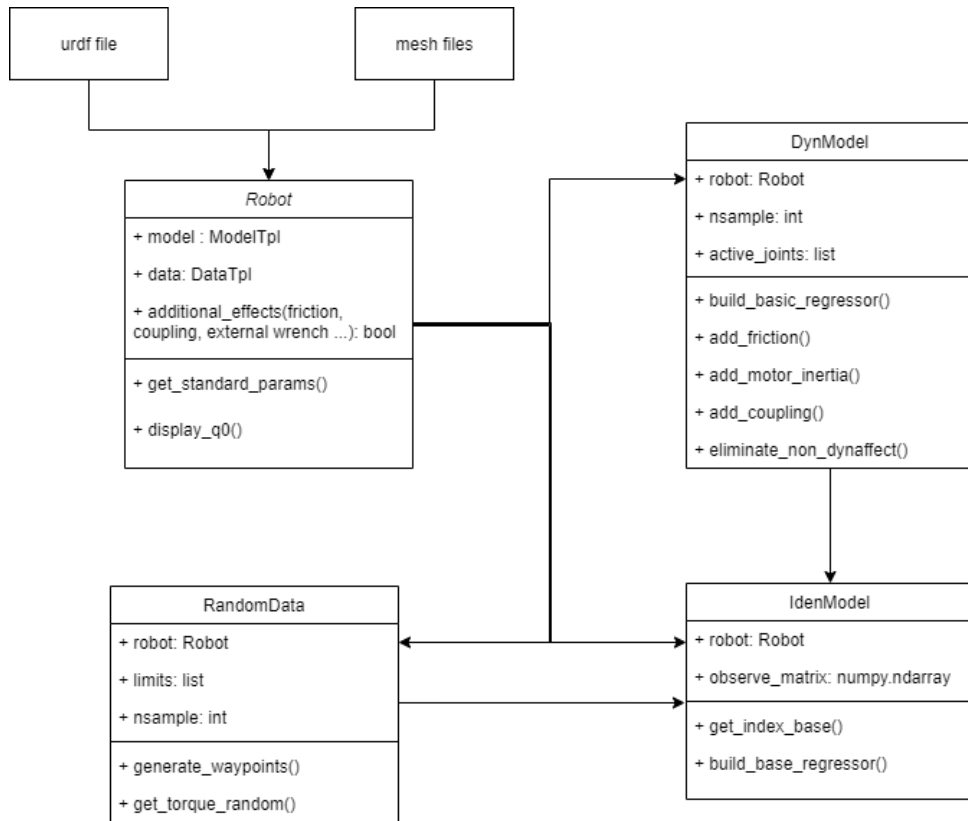 urdf file
mesh files
Robot
+ model : ModelTpl
+ data: DataTpl
+ additional_effects(friction,
coupling, external wrench ...): bool
+ get_standard_params()
+ display_q0()
DynModel
+ robot: Robot
+ nsample: int
+ active_joints: list
+ build_basic_regressor()
+ add_friction()
+ add_motor_inertia()
+ add_coupling()
+ eliminate_non_dynaffect()
RandomData
+ robot: Robot
+ limits: list
+ nsample: int
+ generate_waypoints()
+ get_torque_random()
IdenModel
+ robot: Robot
+ observe_matrix: numpy.ndarray
+ get_index_base()
+ build_base_regressor()